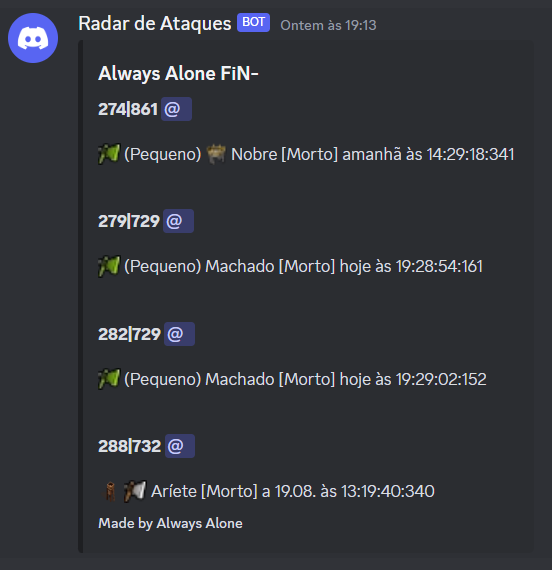 Radar de Ataques BOT Ontem às 19:13
Always Alone FiN-
274|861 @
(Pequeno) Nobre [Morto] amanhã às 14:29:18:341
279|729 @
(Pequeno) Machado [Morto] hoje às 19:28:54:161
282|729 @
(Pequeno) Machado [Morto] hoje às 19:29:02:152
288|732 @
Aríete [Morto] a 19.08. às 13:19:40:340
Made by Always Alone